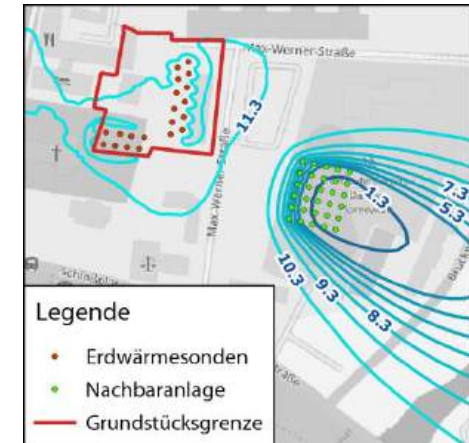 Max-Werner-Straße
11.3
Max-Werner-Straße
1.3
7.3
5.3
10.3
9.3
8.3
Legende
Erdwärmesonden
Nachbaranlage
Grundstücksgrenze